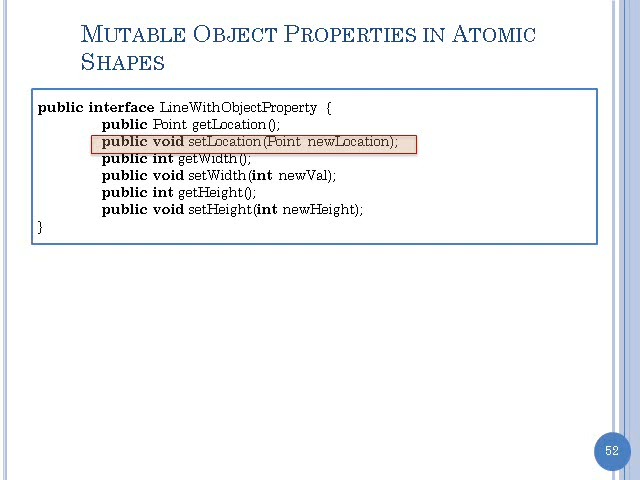 MUTABLE OBJECT PROPERTIES IN ATOMIC
SHAPES
public interface LineWithObjectProperty {
public Point getLocation();
public void setLocation(Point newLocation);
public int getWidth();
public void setWidth(int newVal);
public int getHeight();
public void setHeight(int newHeight);
}
52